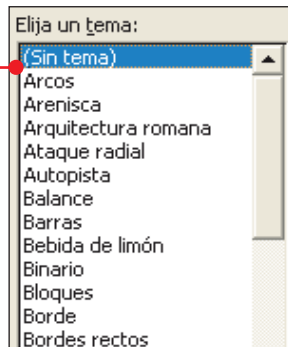 Elija un tema:
(Sin tema)
Arcos
Arenisca
Arquitectura romana
Ataque radial
Autopista
Balance
Barras
Bebida de limón
Binario
Bloques
Borde
Bordes rectos